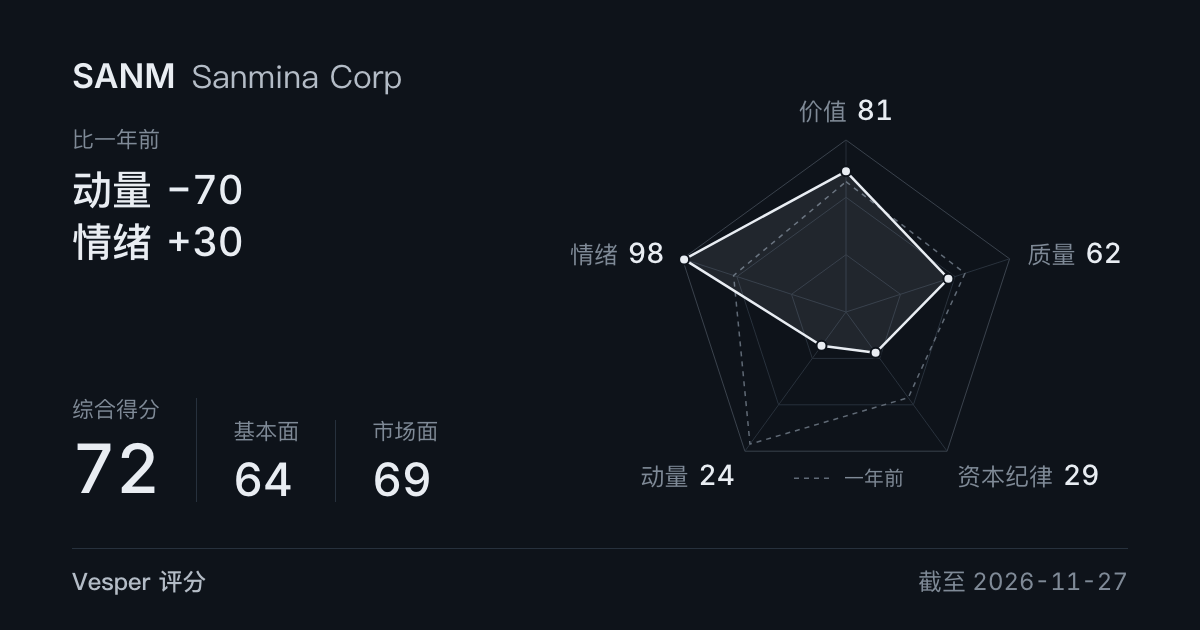 SANM Sanmina Corp
比一年前
动量 −70
情绪 +30
综合得分
72
基本面
64
市场面
69
价值 81
情绪 98
质量 62
动量 24
一年前
资本纪律 29
Vesper 评分
截至 2026-11-27